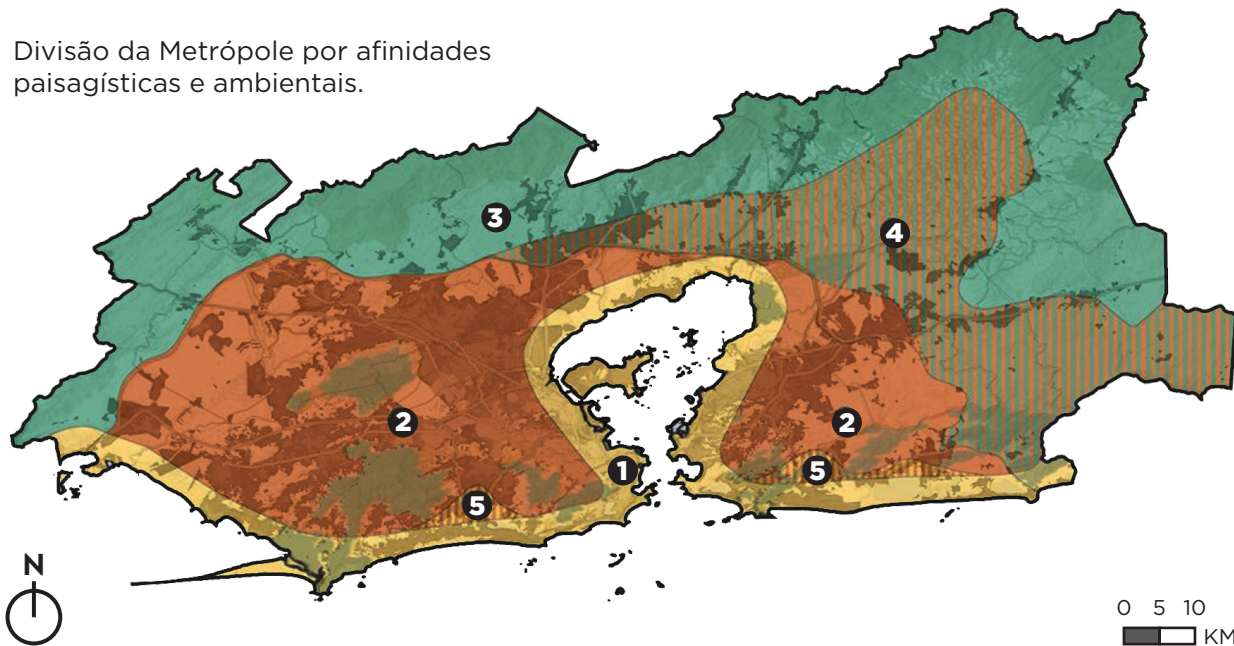 Divisão da Metrópole por afinidades
paisagísticas e ambientais.
3
4
2
2
1
5
5
N
0 5 10
KM